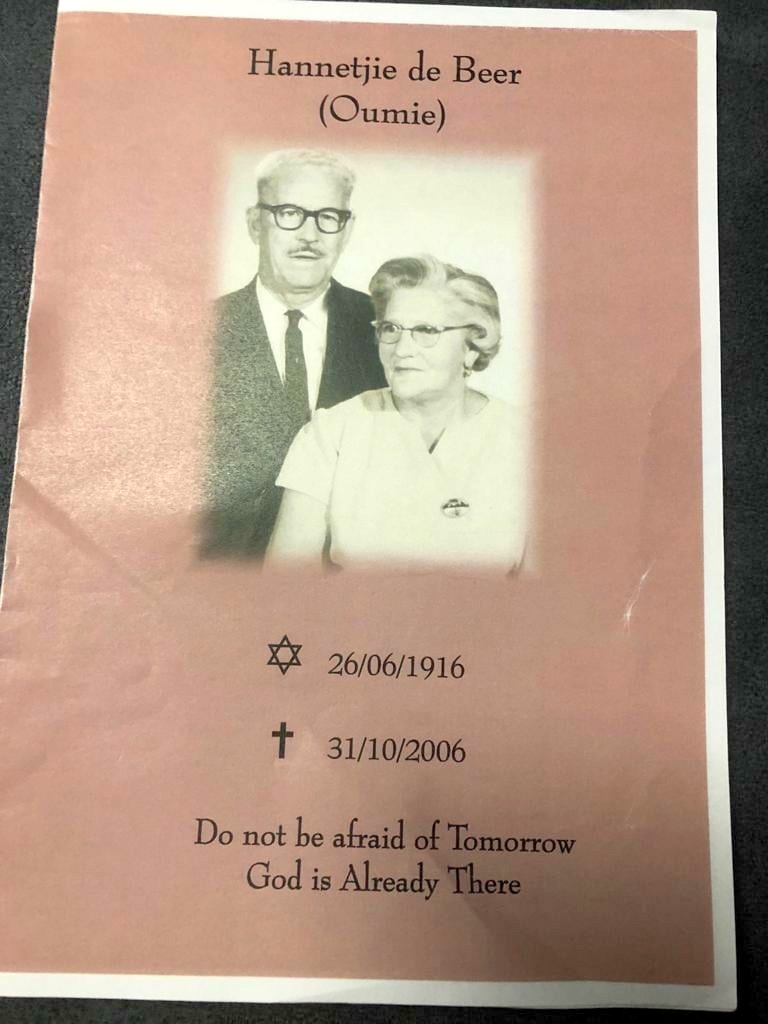 Hannetjie de Beer
(Oumie)
✡ 26/06/1916
✝ 31/10/2006
Do not be afraid of Tomorrow
God is Already There